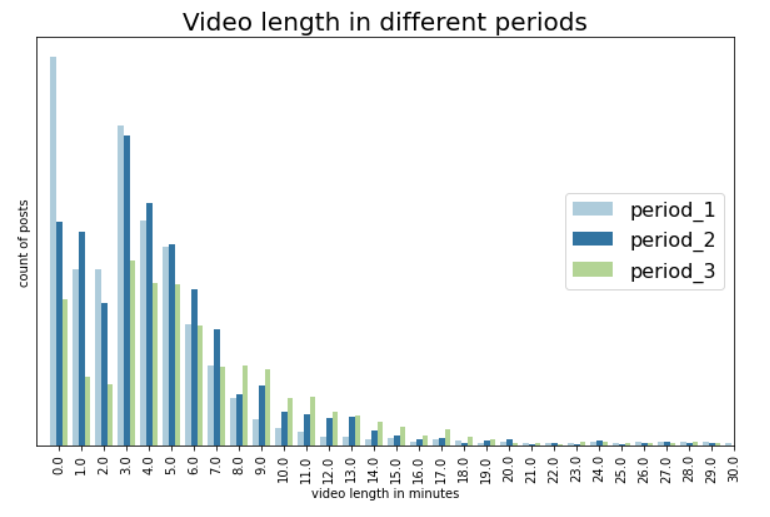 Video length in different periods
count of posts
period_1
period_2
period_3
0.0 1.0 2.0 3.0 4.0 5.0 6.0 7.0 8.0 9.0 10.0 11.0 12.0 13.0 14.0 15.0 16.0 17.0 18.0 19.0 20.0 21.0 22.0 23.0 24.0 25.0 26.0 27.0 28.0 29.0 30.0
video length in minutes